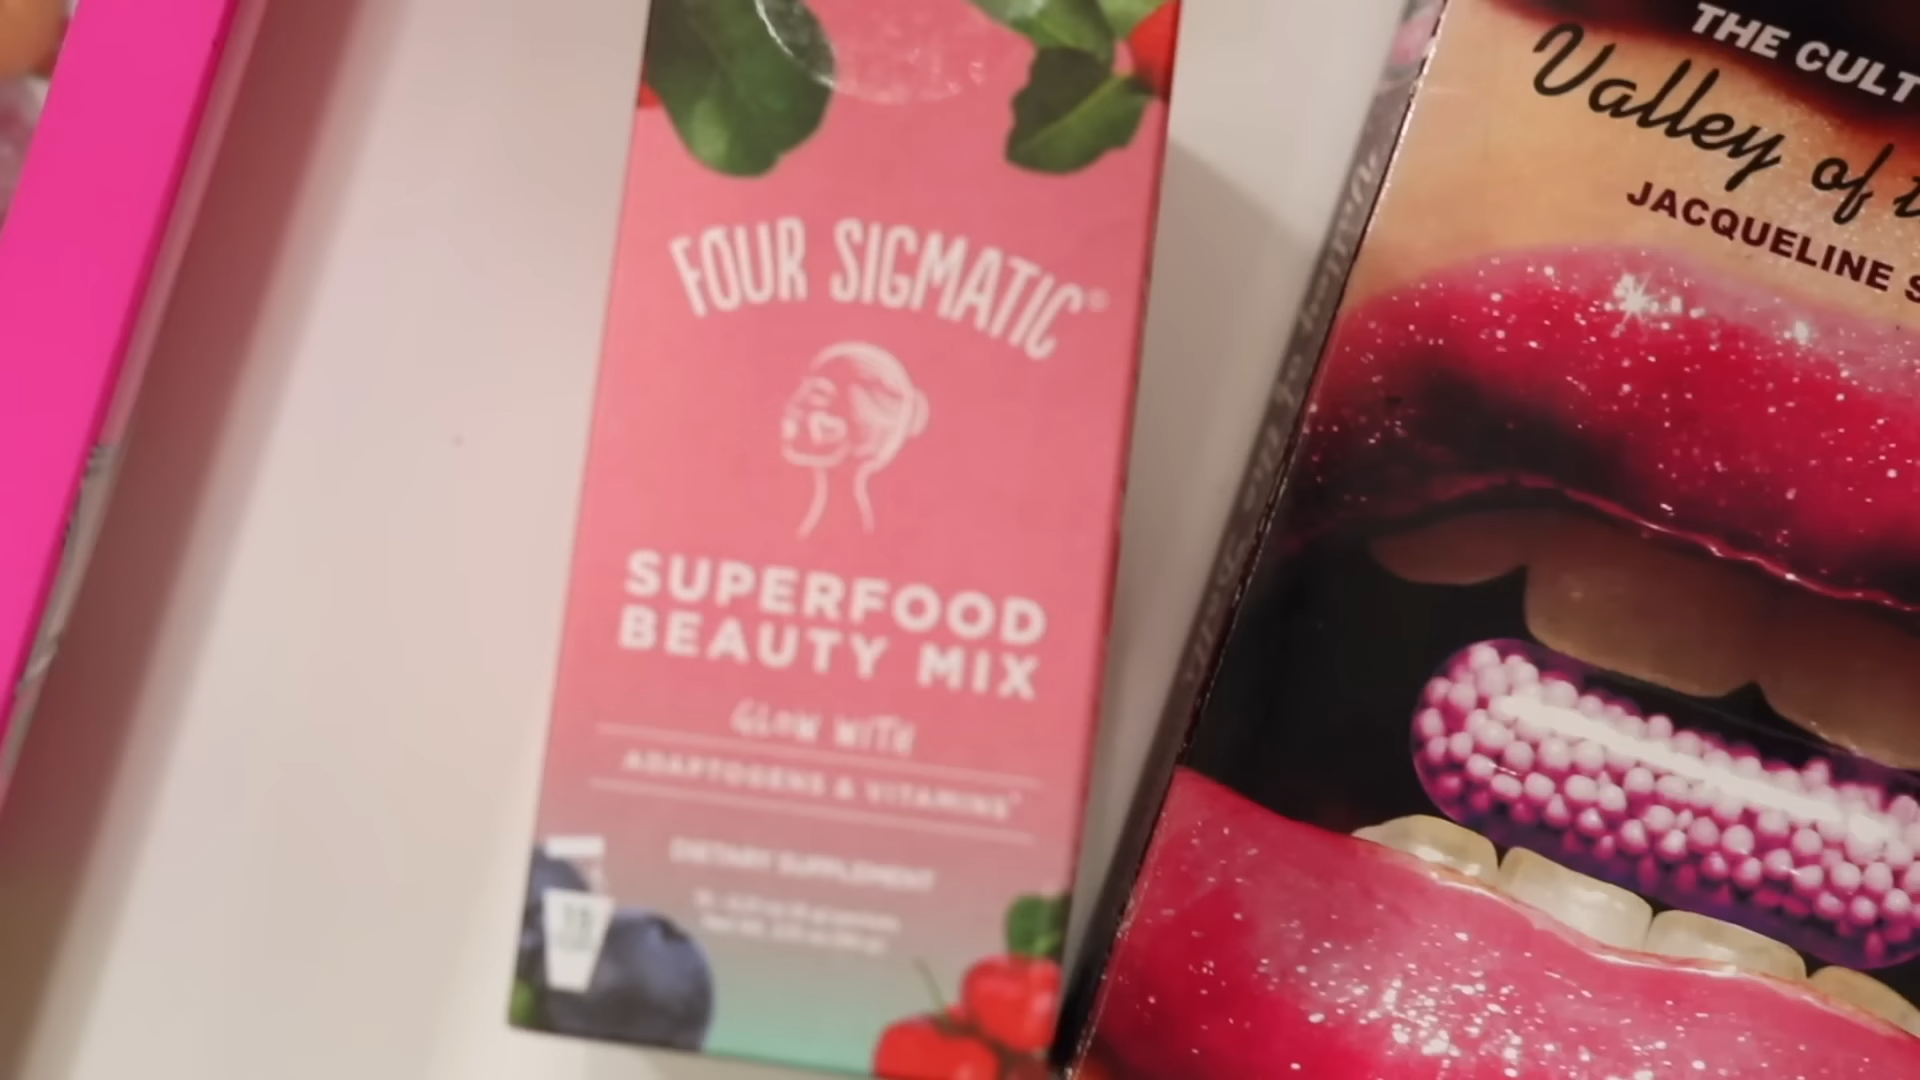 FOUR SIGMATIC®
SUPERFOOD
BEAUTY MIX
GLOW WITH
ADAPTOGENS & VITAMINS*
DIETARY SUPPLEMENT
THE CULT
Valley of t
JACQUELINE S